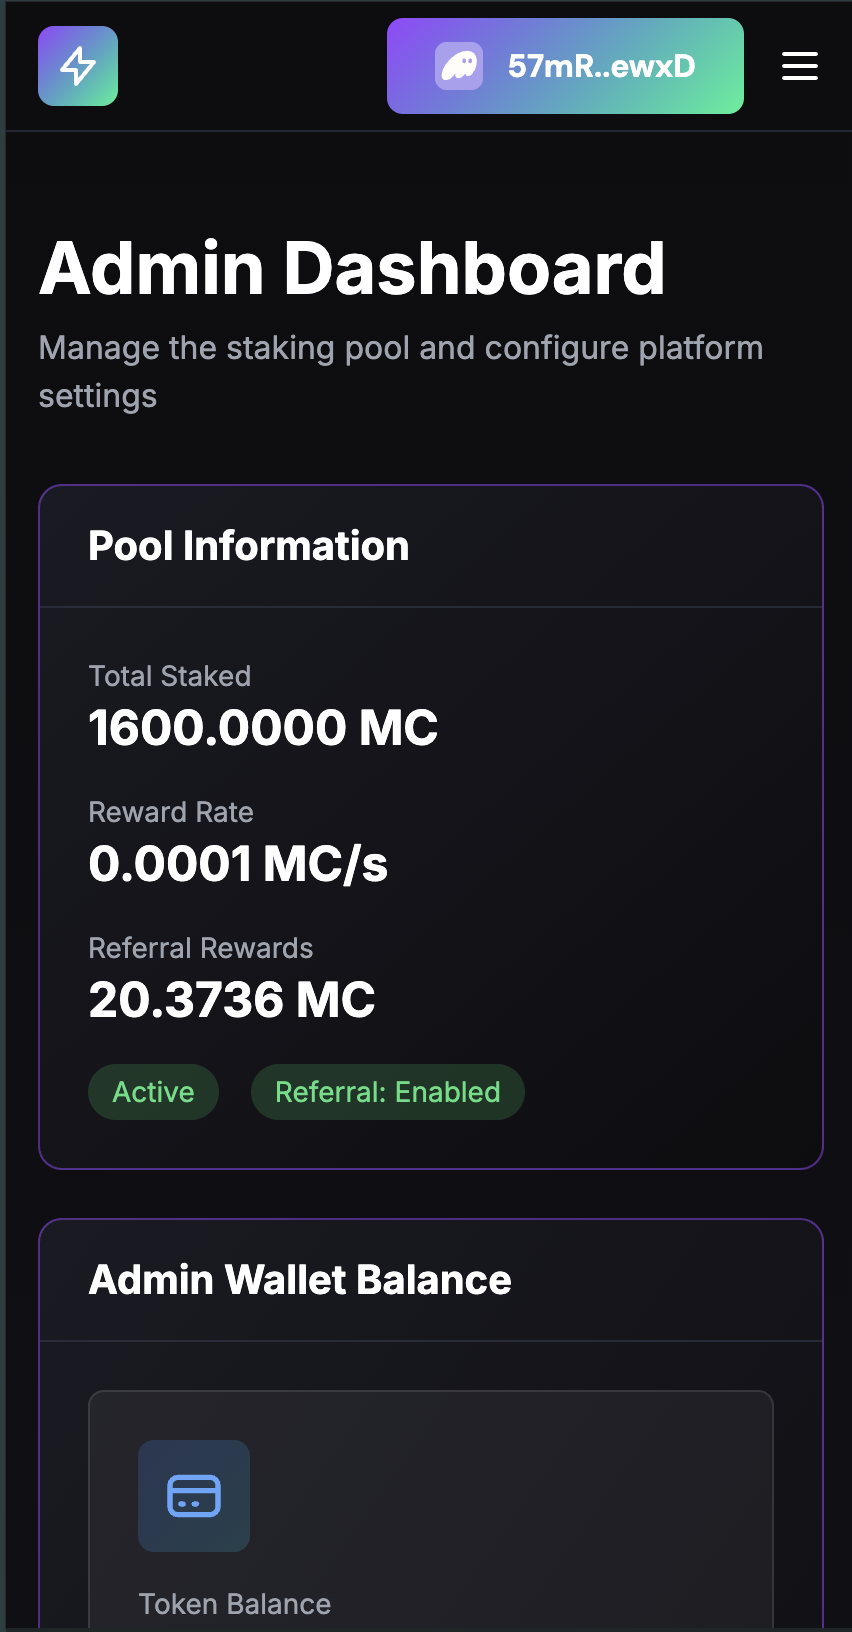 57mR..ewxD
Admin Dashboard
Manage the staking pool and configure platform
settings
Pool Information
Total Staked
1600.0000 MC
Reward Rate
0.0001 MC/s
Referral Rewards
20.3736 MC
Active
Referral: Enabled
Admin Wallet Balance
Token Balance